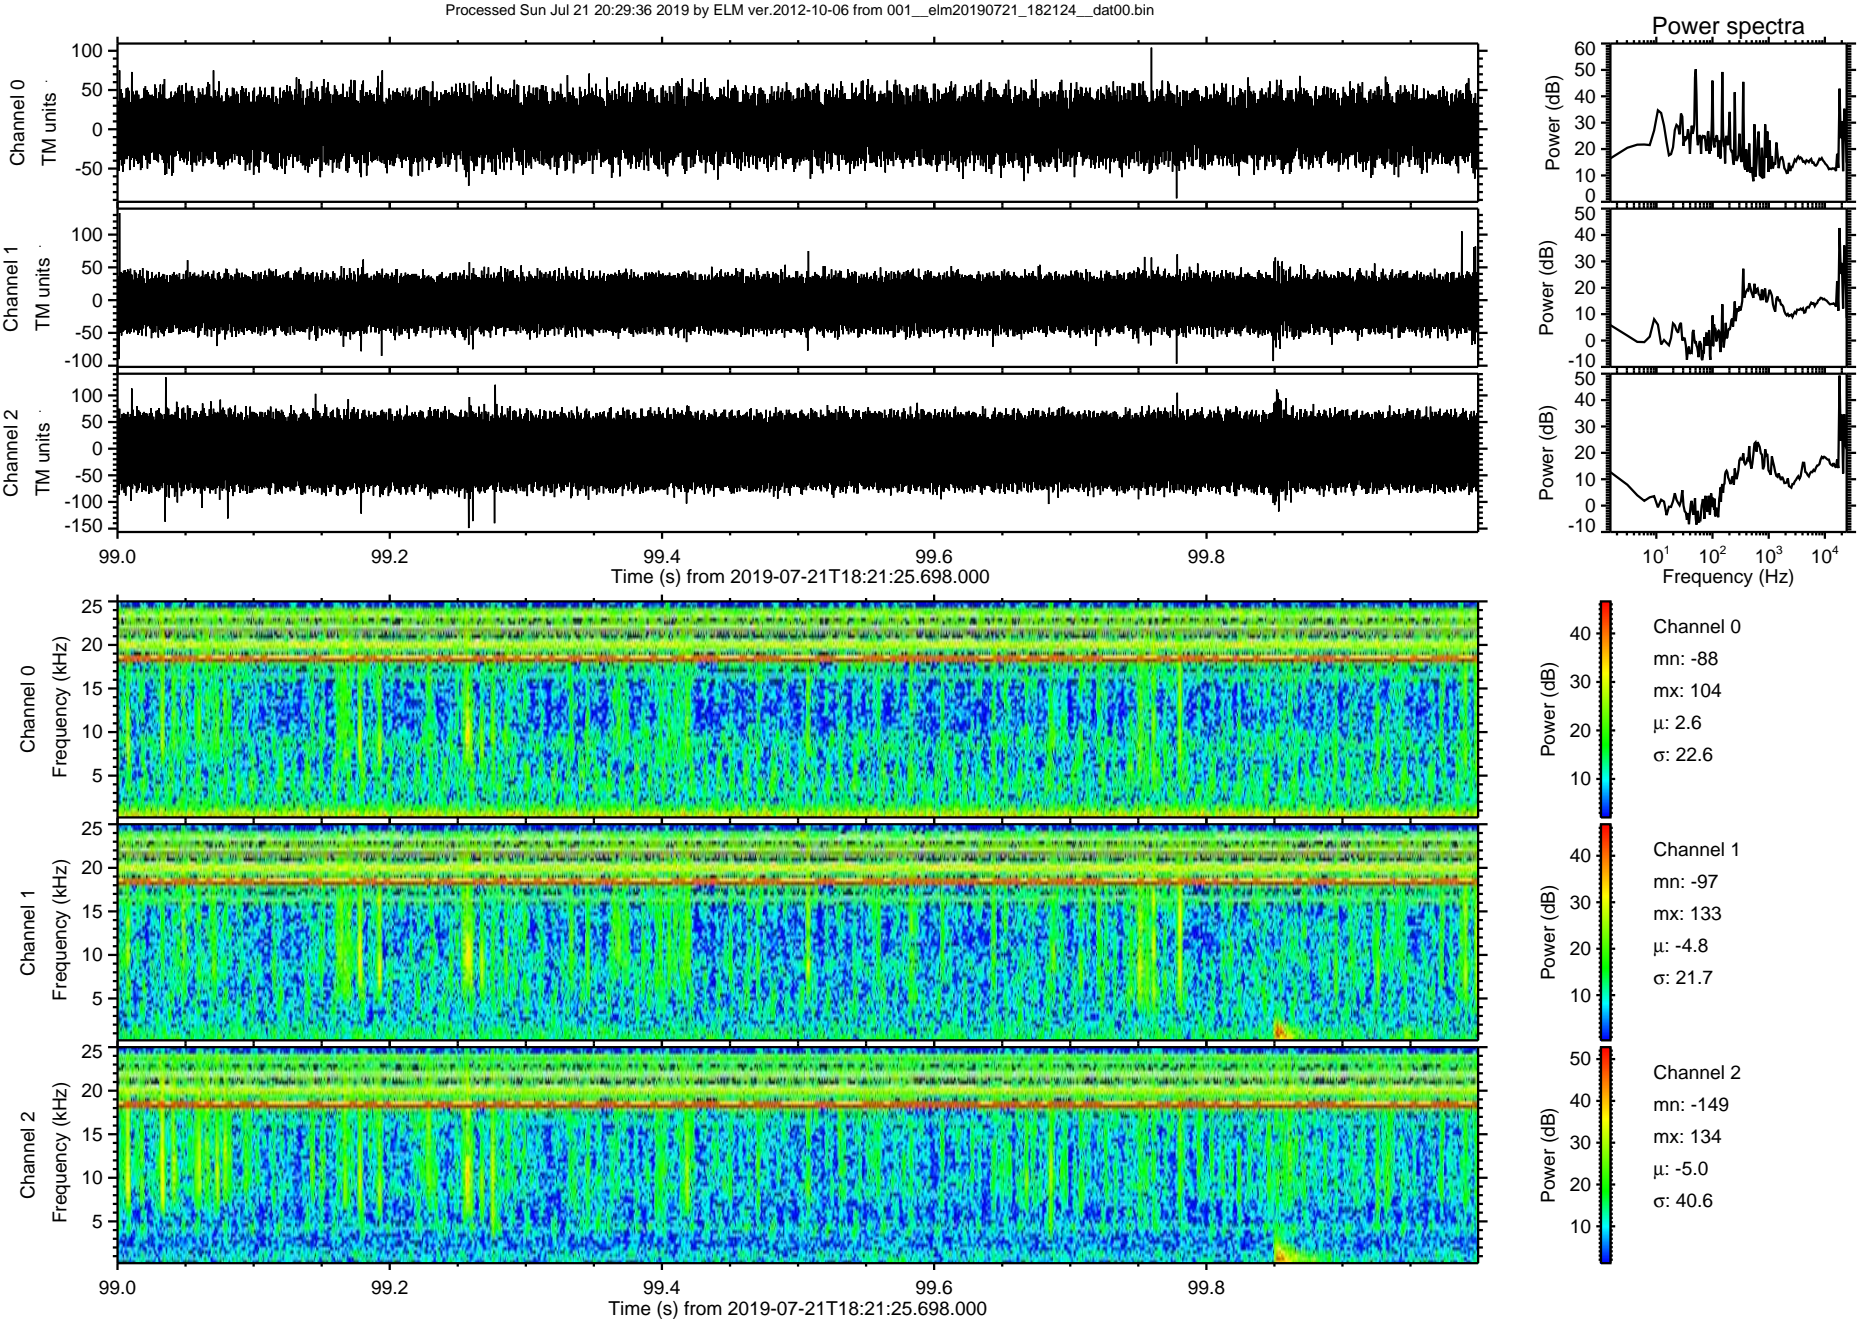 Processed Sun Jul 21 20:29:36 2019 by ELM ver.2012-10-06 from 001__elm20190721_182124__dat00.bin
Power spectra
Channel 0
TM units
100
50
0
-50
Power (dB)
60
50
40
30
20
10
0
Channel 1
TM units
100
50
0
-50
-100
Power (dB)
50
40
30
20
10
0
-10
Channel 2
TM units
100
50
0
-50
-100
-150
Power (dB)
50
40
30
20
10
0
-10
99.0 99.2 99.4 99.6 99.8
Time (s) from 2019-07-21T18:21:25.698.000
10¹ 10² 10³ 10⁴
Frequency (Hz)
Channel 0
Frequency (kHz)
25
20
15
10
5
Power (dB)
40
30
20
10
Channel 0
mn: -88
mx: 104
μ: 2.6
σ: 22.6
Channel 1
Frequency (kHz)
25
20
15
10
5
Power (dB)
40
30
20
10
Channel 1
mn: -97
mx: 133
μ: -4.8
σ: 21.7
Channel 2
Frequency (kHz)
25
20
15
10
5
Power (dB)
50
40
30
20
10
Channel 2
mn: -149
mx: 134
μ: -5.0
σ: 40.6
99.0 99.2 99.4 99.6 99.8
Time (s) from 2019-07-21T18:21:25.698.000